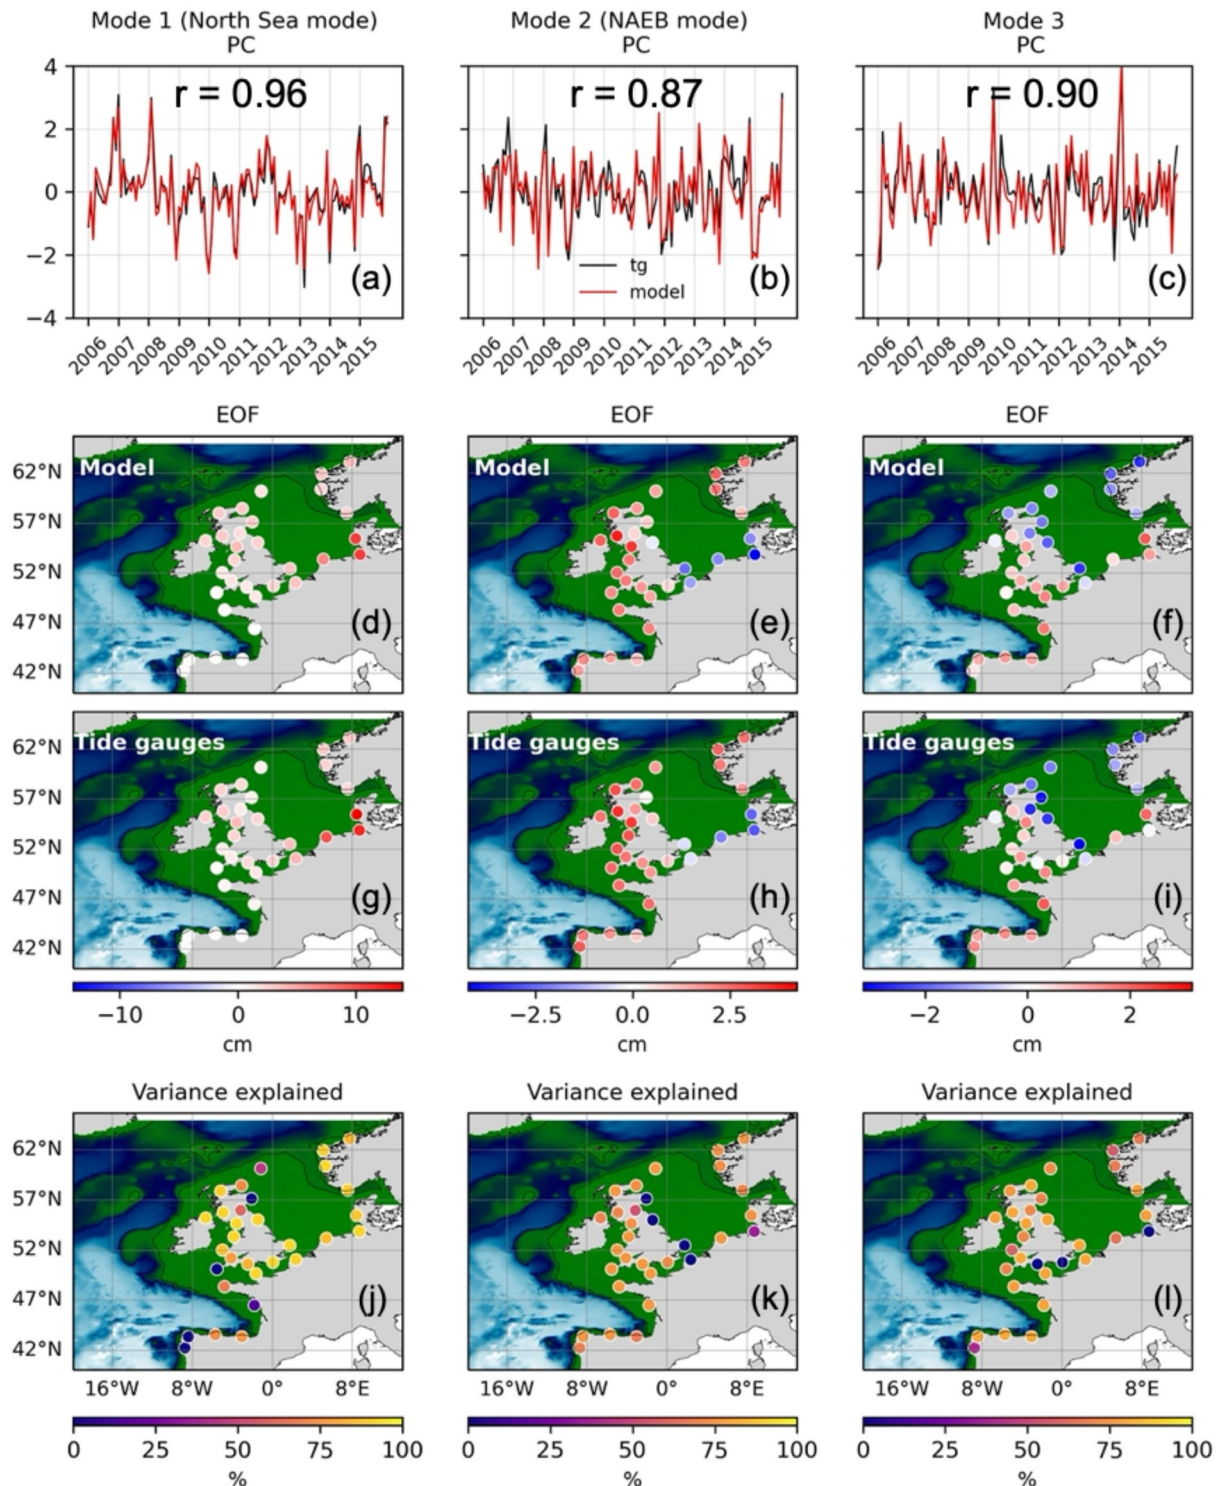 Mode 1 (North Sea mode)
PC
Mode 2 (NAEB mode)
PC
Mode 3
PC
4
2
0
−2
−4
r = 0.96
(a)
r = 0.87
tg
model
(b)
r = 0.90
(c)
2006 2007 2008 2009 2010 2011 2012 2013 2014 2015
2006 2007 2008 2009 2010 2011 2012 2013 2014 2015
2006 2007 2008 2009 2010 2011 2012 2013 2014 2015
EOF
EOF
EOF
62°N
57°N
52°N
47°N
42°N
Model
(d)
Model
(e)
Model
(f)
62°N
57°N
52°N
47°N
42°N
Tide gauges
(g)
Tide gauges
(h)
Tide gauges
(i)
−10 0 10
cm
−2.5 0.0 2.5
cm
−2 0 2
cm
Variance explained
Variance explained
Variance explained
62°N
57°N
52°N
47°N
42°N
(j)
(k)
(l)
16°W 8°W 0° 8°E
16°W 8°W 0° 8°E
16°W 8°W 0° 8°E
0 25 50 75 100
%
0 25 50 75 100
%
0 25 50 75 100
%